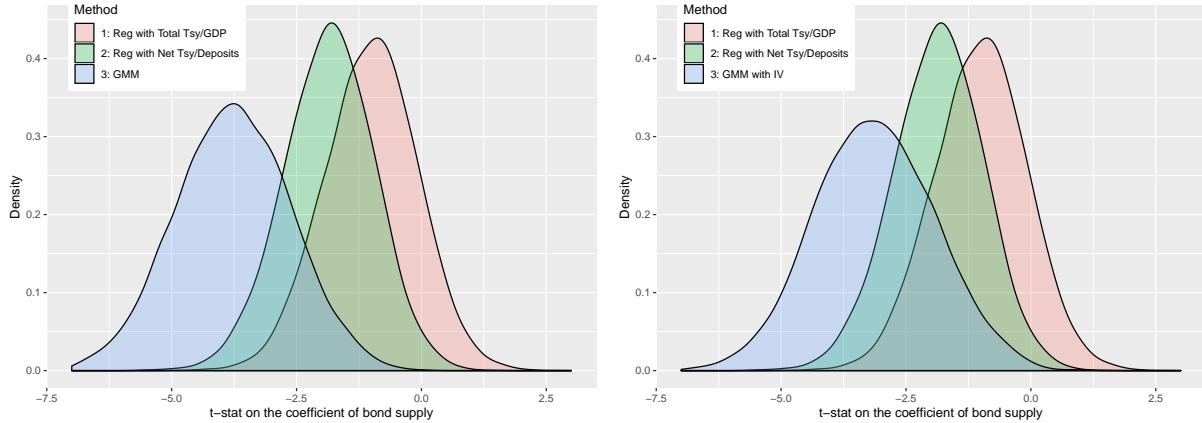 Method
1: Reg with Total Tsy/GDP
2: Reg with Net Tsy/Deposits
3: GMM
Density
0.4
0.3
0.2
0.1
0.0
−7.5
−5.0
−2.5
0.0
2.5
t−stat on the coefficient of bond supply
Method
1: Reg with Total Tsy/GDP
2: Reg with Net Tsy/Deposits
3: GMM with IV
Density
0.4
0.3
0.2
0.1
0.0
−7.5
−5.0
−2.5
0.0
2.5
t−stat on the coefficient of bond supply